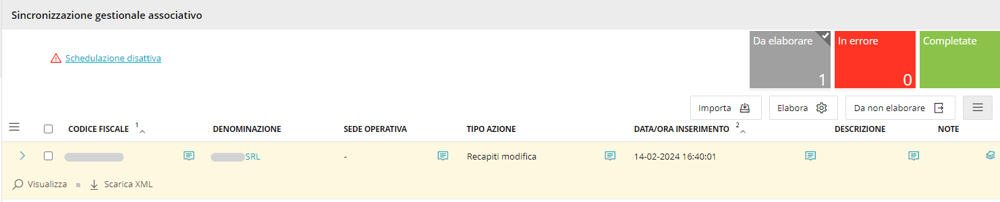 Sincronizzazione gestionale associativo
Da elaborare
In errore
Completate
Schedulazione disattiva
1
0
Importa
Elabora
Da non elaborare
CODICE FISCALE 1
DENOMINAZIONE
SEDE OPERATIVA
TIPO AZIONE
DATA/ORA INSERIMENTO 2
DESCRIZIONE
NOTE
SRL
-
Recapiti modifica
14-02-2024 16:40:01
Visualizza
Scarica XML